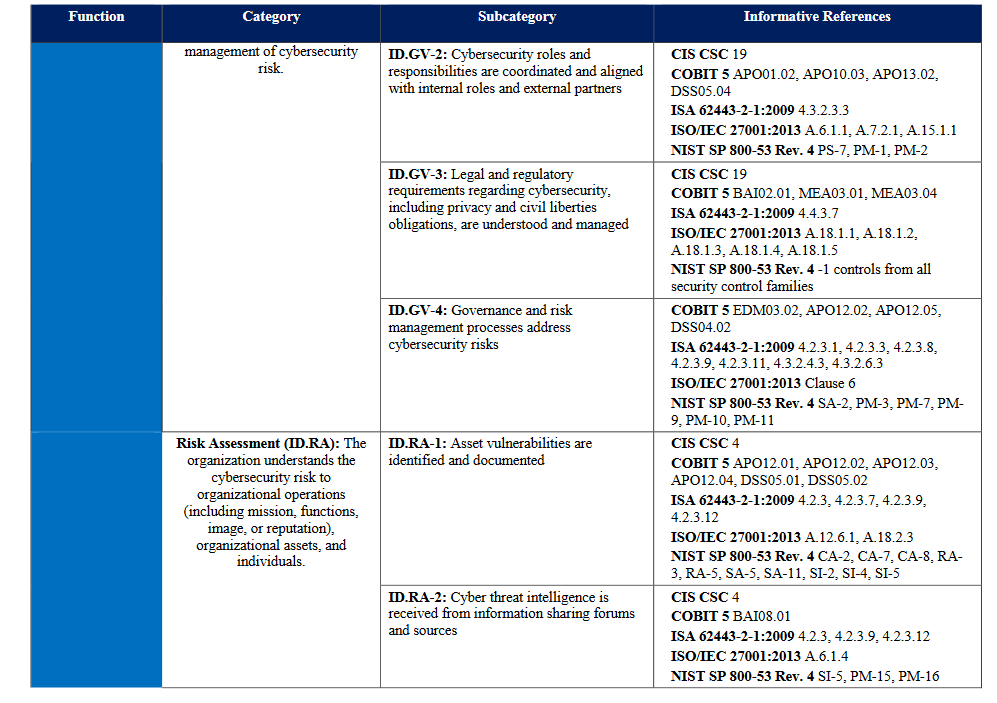 Function
Category
Subcategory
Informative References
management of cybersecurity
risk.
ID.GV-2: Cybersecurity roles and
responsibilities are coordinated and aligned
with internal roles and external partners
CIS CSC 19
COBIT 5 APO01.02, APO10.03, APO13.02,
DSS05.04
ISA 62443-2-1:2009 4.3.2.3.3
ISO/IEC 27001:2013 A.6.1.1, A.7.2.1, A.15.1.1
NIST SP 800-53 Rev. 4 PS-7, PM-1, PM-2
ID.GV-3: Legal and regulatory
requirements regarding cybersecurity,
including privacy and civil liberties
obligations, are understood and managed
CIS CSC 19
COBIT 5 BAI02.01, MEA03.01, MEA03.04
ISA 62443-2-1:2009 4.4.3.7
ISO/IEC 27001:2013 A.18.1.1, A.18.1.2,
A.18.1.3, A.18.1.4, A.18.1.5
NIST SP 800-53 Rev. 4 -1 controls from all
security control families
ID.GV-4: Governance and risk
management processes address
cybersecurity risks
COBIT 5 EDM03.02, APO12.02, APO12.05,
DSS04.02
ISA 62443-2-1:2009 4.2.3.1, 4.2.3.3, 4.2.3.8,
4.2.3.9, 4.2.3.11, 4.3.2.4.3, 4.3.2.6.3
ISO/IEC 27001:2013 Clause 6
NIST SP 800-53 Rev. 4 SA-2, PM-3, PM-7, PM-
9, PM-10, PM-11
Risk Assessment (ID.RA): The
organization understands the
cybersecurity risk to
organizational operations
(including mission, functions,
image, or reputation),
organizational assets, and
individuals.
ID.RA-1: Asset vulnerabilities are
identified and documented
CIS CSC 4
COBIT 5 APO12.01, APO12.02, APO12.03,
APO12.04, DSS05.01, DSS05.02
ISA 62443-2-1:2009 4.2.3, 4.2.3.7, 4.2.3.9,
4.2.3.12
ISO/IEC 27001:2013 A.12.6.1, A.18.2.3
NIST SP 800-53 Rev. 4 CA-2, CA-7, CA-8, RA-
3, RA-5, SA-5, SA-11, SI-2, SI-4, SI-5
ID.RA-2: Cyber threat intelligence is
received from information sharing forums
and sources
CIS CSC 4
COBIT 5 BAI08.01
ISA 62443-2-1:2009 4.2.3, 4.2.3.9, 4.2.3.12
ISO/IEC 27001:2013 A.6.1.4
NIST SP 800-53 Rev. 4 SI-5, PM-15, PM-16